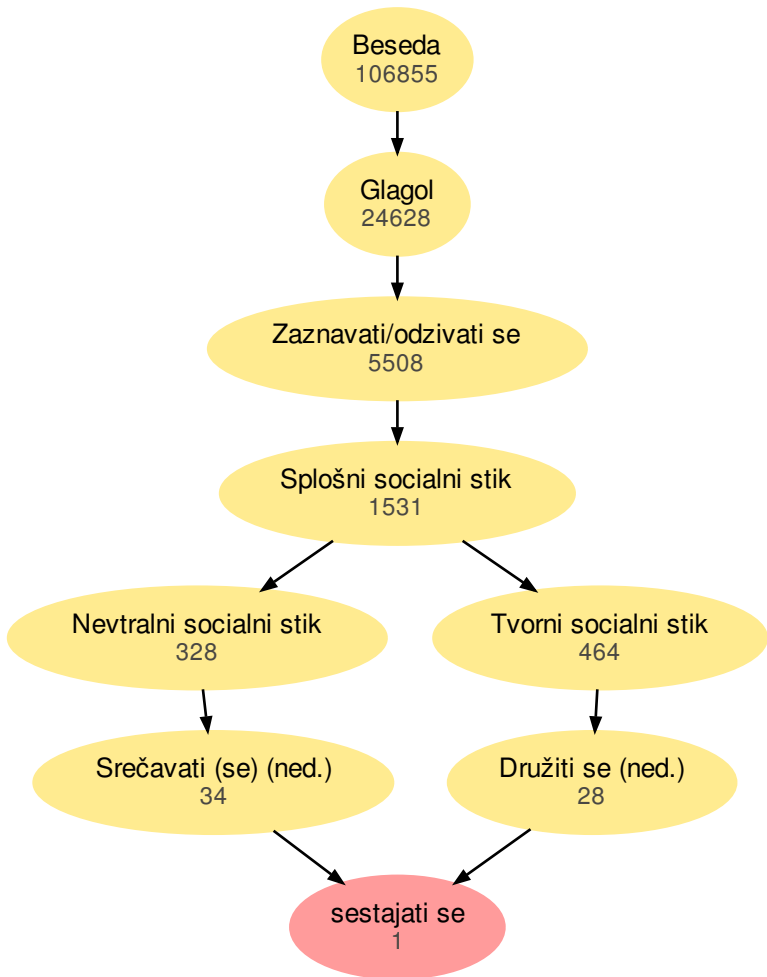 Beseda
106855
Glagol
24628
Zaznavati/odzivati se
5508
Splošni socialni stik
1531
Nevtralni socialni stik
328
Tvorni socialni stik
464
Srečavati (se) (ned.)
34
Družiti se (ned.)
28
sestajati se
1